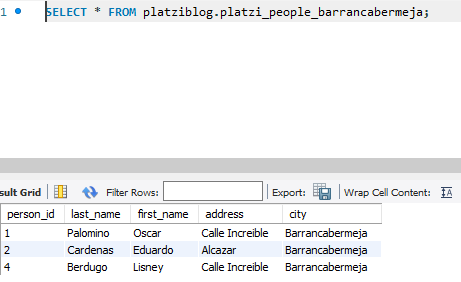 1 SELECT * FROM platziblog.platzi_people_barrancabermeja;
sult Grid Filter Rows: Export: Wrap Cell Content:
person_id last_name first_name address city
1 Palomino Oscar Calle Increible Barrancabermeja
2 Cardenas Eduardo Alcazar Barrancabermeja
4 Berdugo Lisney Calle Increible Barrancabermeja